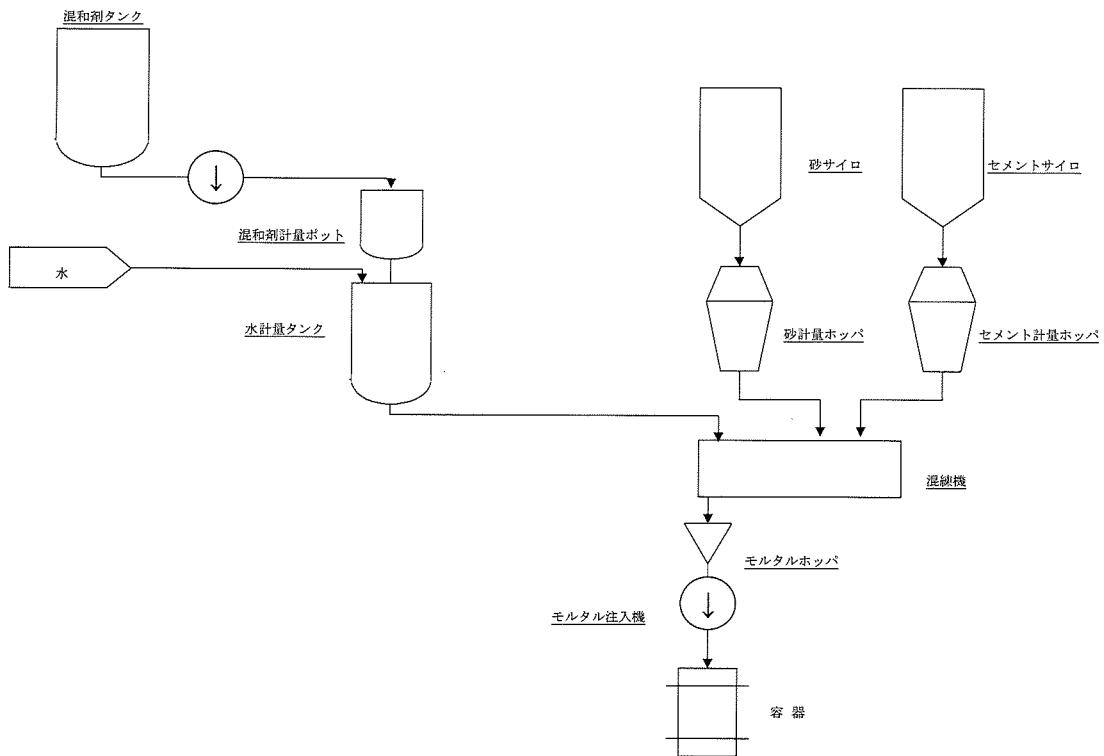 混和剤タンク
砂サイロ
セメントサイロ
混和剤計量ポット
水
水計量タンク
砂計量ホッパ
セメント計量ホッパ
混練機
モルタルホッパ
モルタル注入機
容 器